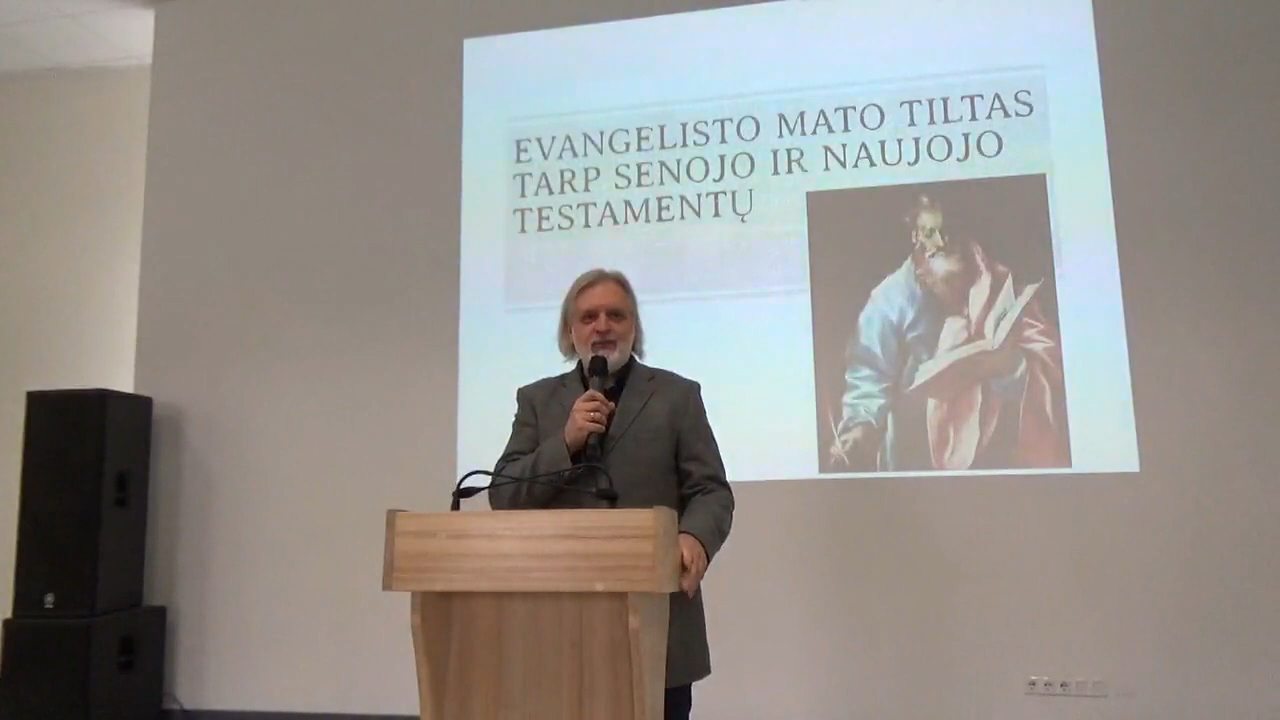 EVANGELISTO MATO TILTAS
TARP SENOJO IR NAUJOJO
TESTAMENTŲ